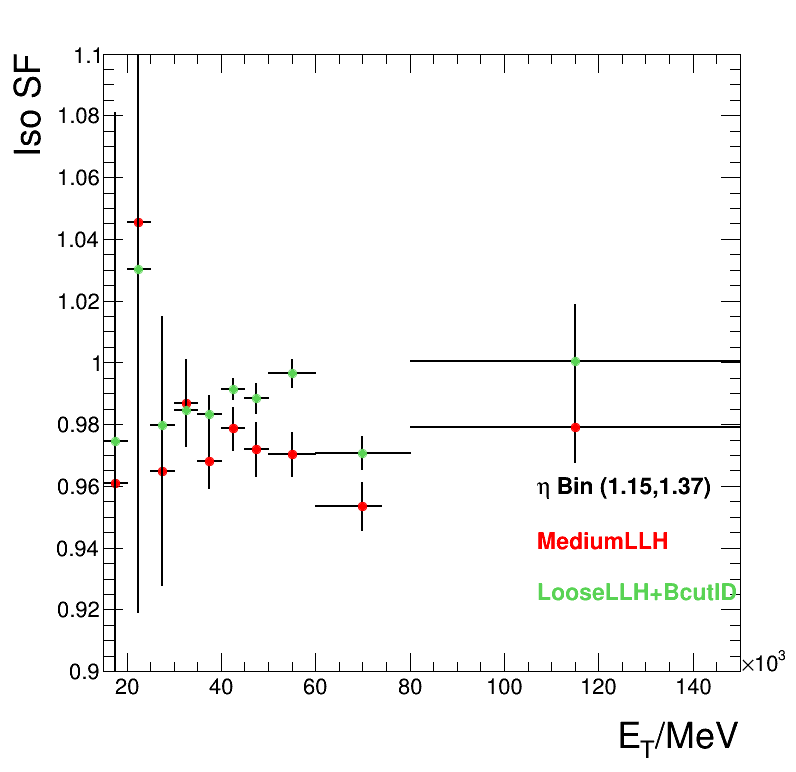 Iso SF
1.1
1.08
1.06
1.04
1.02
1
0.98
0.96
0.94
0.92
0.9
η Bin (1.15,1.37)
MediumLLH
LooseLLH+BcutID
20 40 60 80 100 120 140
×10³
E_T/MeV